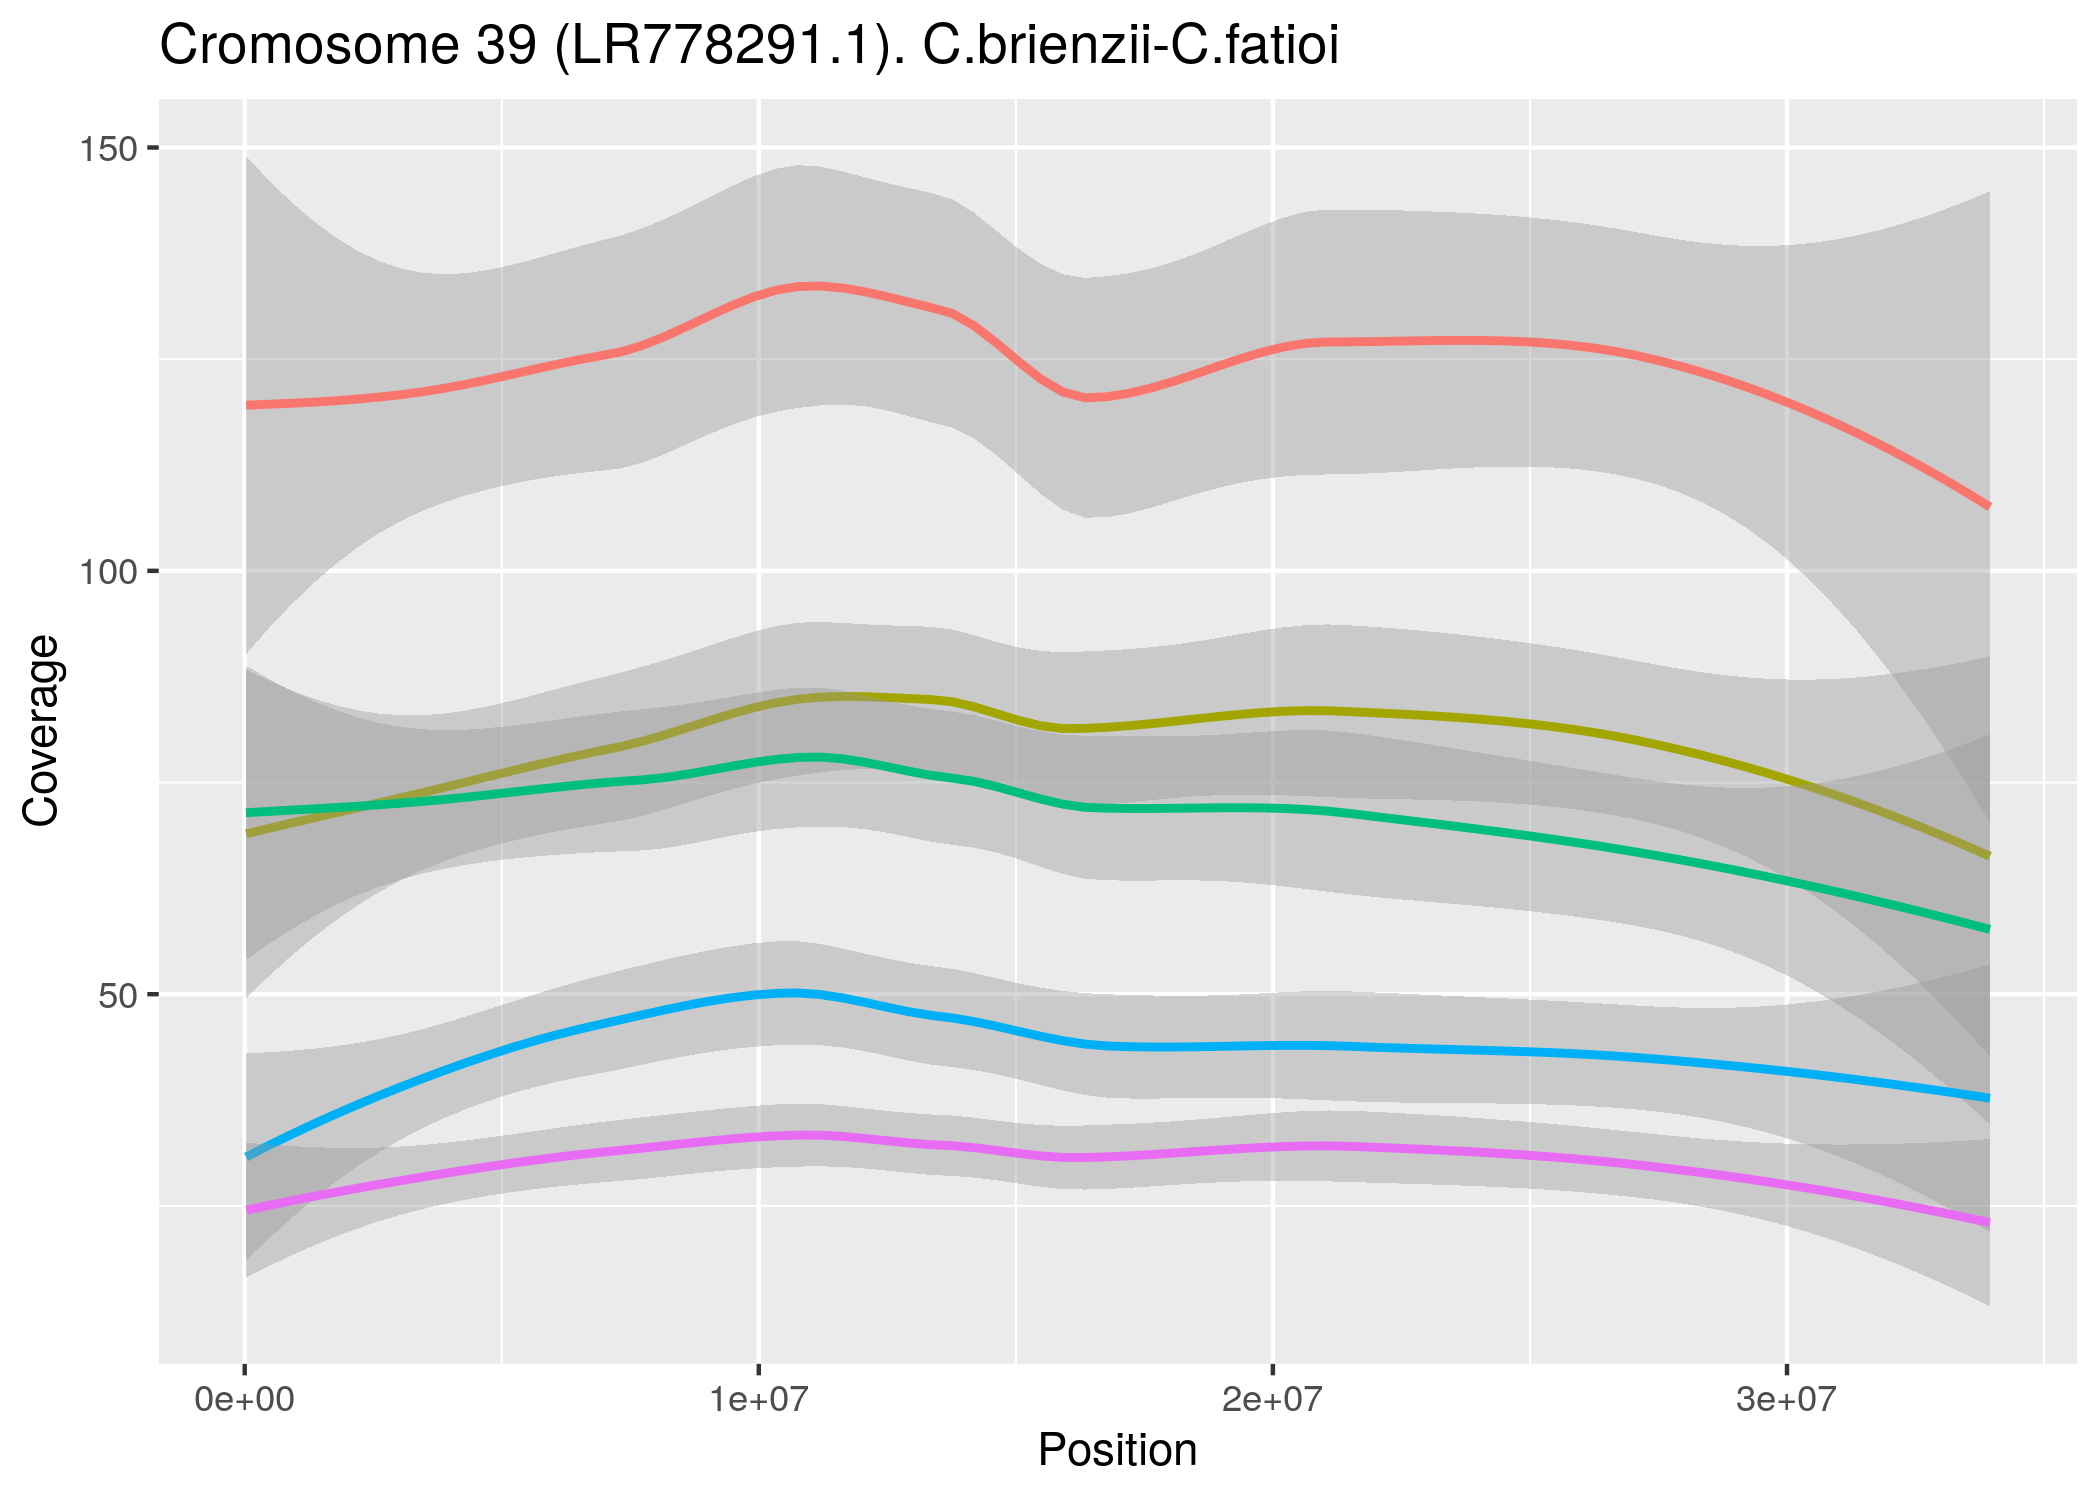 Cromosome 39 (LR778291.1). C.brienzii-C.fatioi
150
100
50
Coverage
0e+00 1e+07 2e+07 3e+07
Position